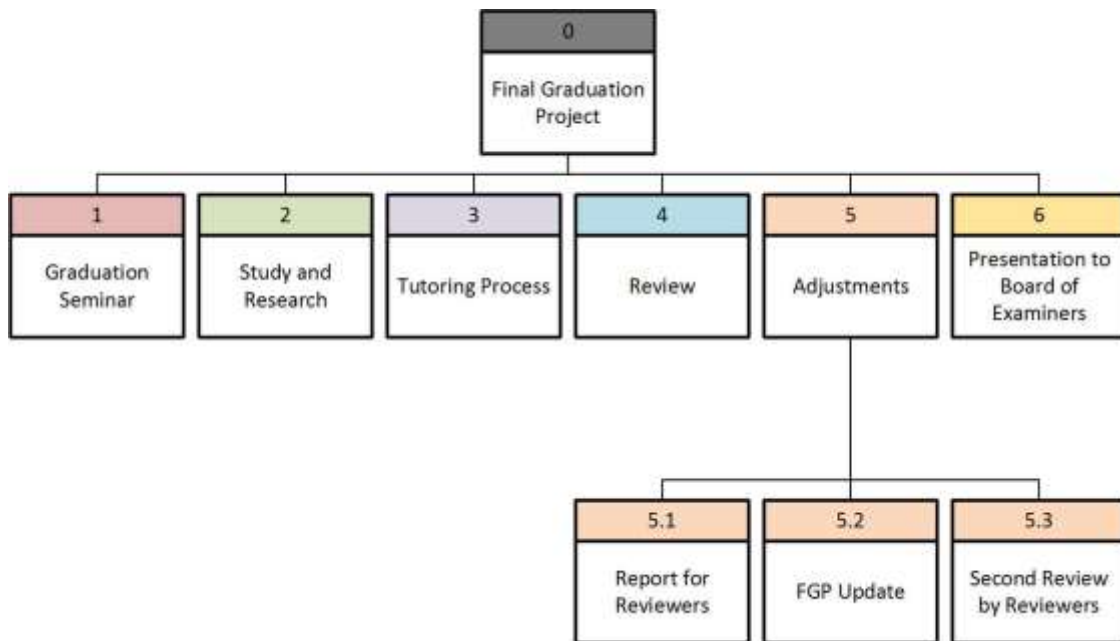 0
Final Graduation
Project
1
Graduation
Seminar
2
Study and
Research
3
Tutoring Process
4
Review
5
Adjustments
6
Presentation to
Board of
Examiners
5.1
Report for
Reviewers
5.2
FGP Update
5.3
Second Review
by Reviewers